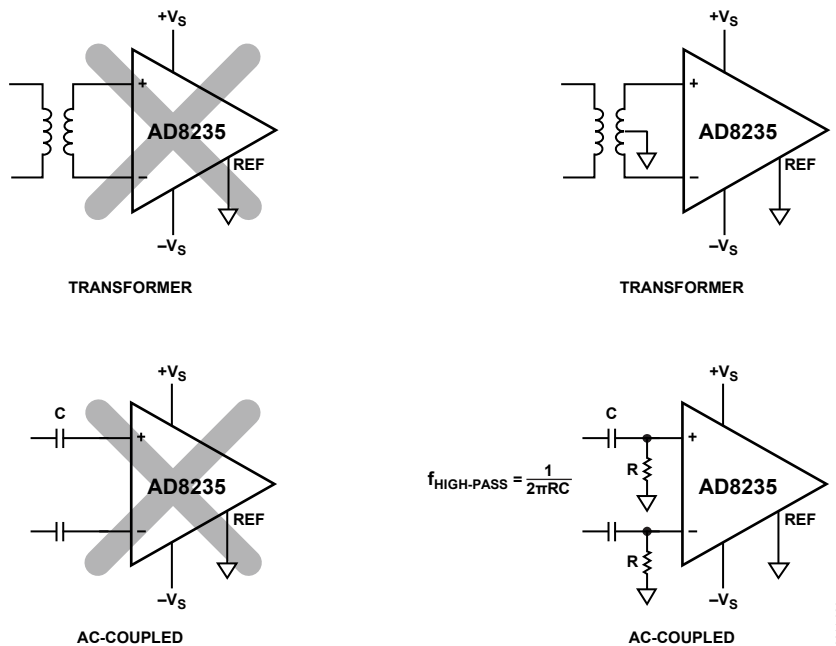 +VS
+
AD8235
REF
−
−VS
TRANSFORMER
+VS
+
AD8235
REF
−
−VS
TRANSFORMER
+VS
C
+
AD8235
REF
−
−VS
AC-COUPLED
fHIGH-PASS = 1/2πRC
+VS
C
+
R
AD8235
REF
−
R
−VS
AC-COUPLED